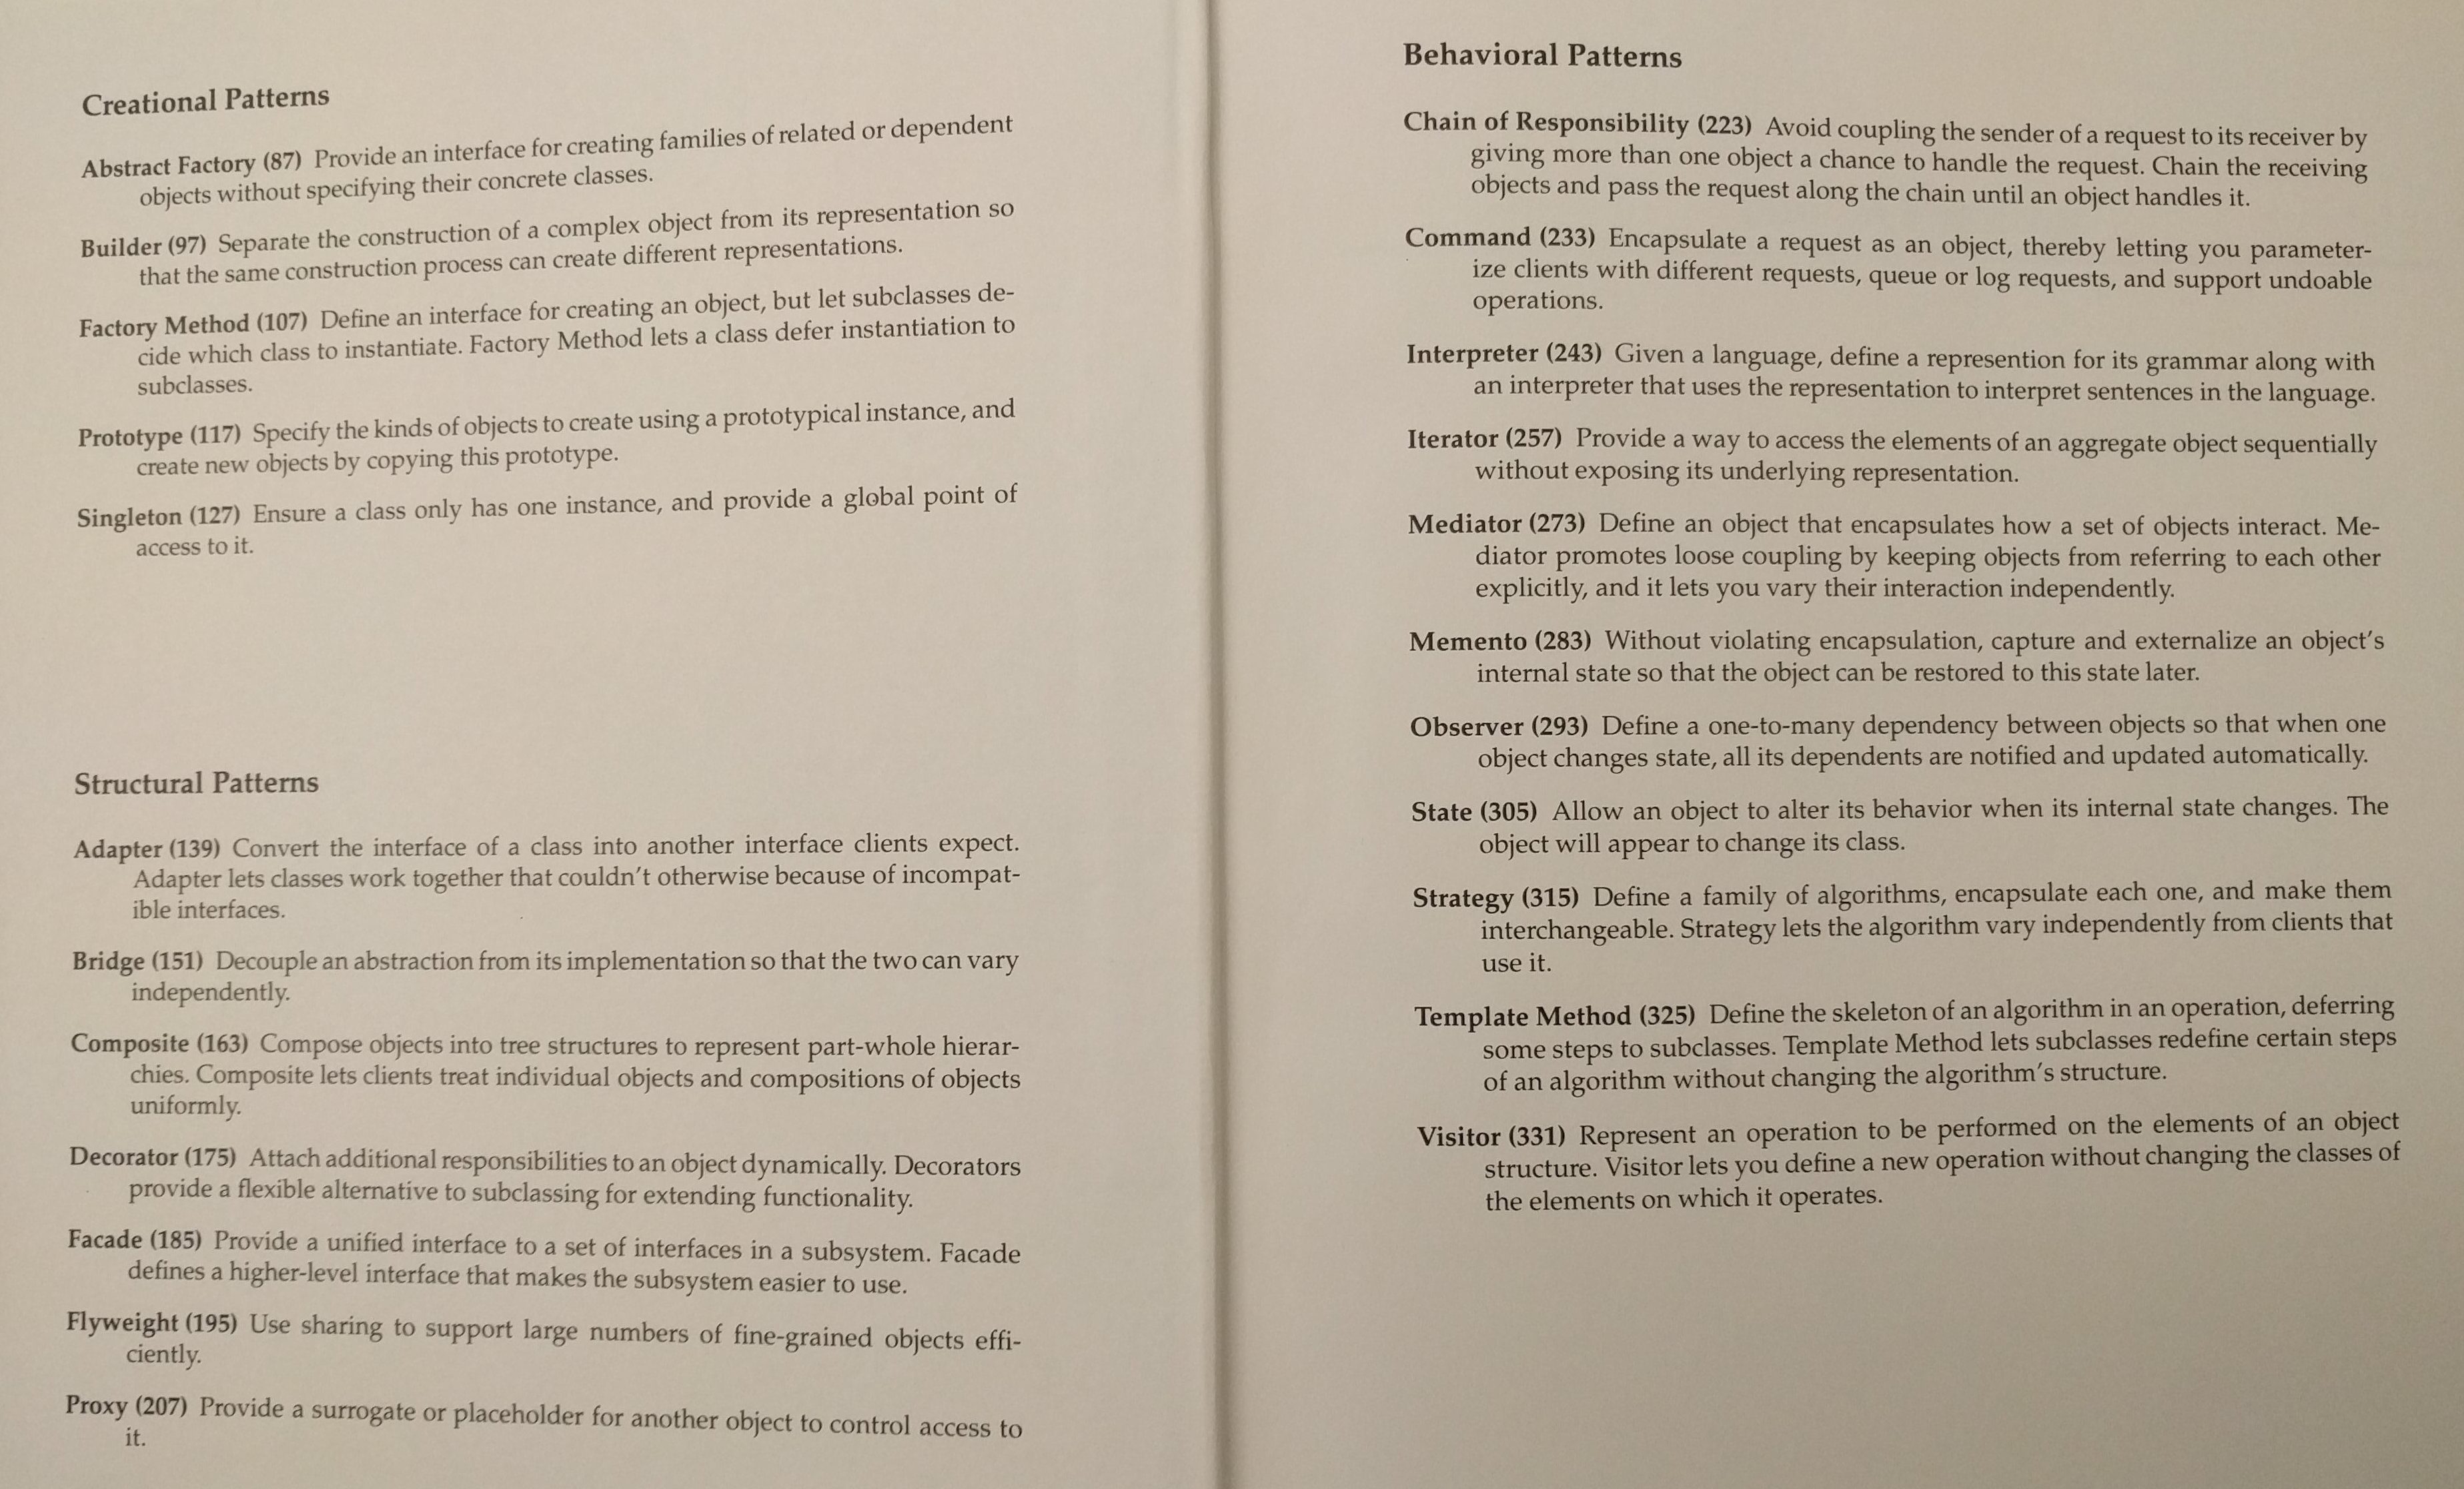 Creational Patterns
Abstract Factory (87) Provide an interface for creating families of related or dependent
objects without specifying their concrete classes.
Builder (97) Separate the construction of a complex object from its representation so
that the same construction process can create different representations.
Factory Method (107) Define an interface for creating an object, but let subclasses de-
cide which class to instantiate. Factory Method lets a class defer instantiation to
subclasses.
Prototype (117) Specify the kinds of objects to create using a prototypical instance, and
create new objects by copying this prototype.
Singleton (127) Ensure a class only has one instance, and provide a global point of
access to it.
Structural Patterns
Adapter (139) Convert the interface of a class into another interface clients expect.
Adapter lets classes work together that couldn't otherwise because of incompat-
ible interfaces.
Bridge (151) Decouple an abstraction from its implementation so that the two can vary
independently.
Composite (163) Compose objects into tree structures to represent part-whole hierar-
chies. Composite lets clients treat individual objects and compositions of objects
uniformly.
Decorator (175) Attach additional responsibilities to an object dynamically. Decorators
provide a flexible alternative to subclassing for extending functionality.
Facade (185) Provide a unified interface to a set of interfaces in a subsystem. Facade
defines a higher-level interface that makes the subsystem easier to use.
Flyweight (195) Use sharing to support large numbers of fine-grained objects effi-
ciently.
Proxy (207) Provide a surrogate or placeholder for another object to control access to
it.
Behavioral Patterns
Chain of Responsibility (223) Avoid coupling the sender of a request to its receiver by
giving more than one object a chance to handle the request. Chain the receiving
objects and pass the request along the chain until an object handles it.
Command (233) Encapsulate a request as an object, thereby letting you parameter-
ize clients with different requests, queue or log requests, and support undoable
operations.
Interpreter (243) Given a language, define a represention for its grammar along with
an interpreter that uses the representation to interpret sentences in the language.
Iterator (257) Provide a way to access the elements of an aggregate object sequentially
without exposing its underlying representation.
Mediator (273) Define an object that encapsulates how a set of objects interact. Me-
diator promotes loose coupling by keeping objects from referring to each other
explicitly, and it lets you vary their interaction independently.
Memento (283) Without violating encapsulation, capture and externalize an object's
internal state so that the object can be restored to this state later.
Observer (293) Define a one-to-many dependency between objects so that when one
object changes state, all its dependents are notified and updated automatically.
State (305) Allow an object to alter its behavior when its internal state changes. The
object will appear to change its class.
Strategy (315) Define a family of algorithms, encapsulate each one, and make them
interchangeable. Strategy lets the algorithm vary independently from clients that
use it.
Template Method (325) Define the skeleton of an algorithm in an operation, deferring
some steps to subclasses. Template Method lets subclasses redefine certain steps
of an algorithm without changing the algorithm's structure.
Visitor (331) Represent an operation to be performed on the elements of an object
structure. Visitor lets you define a new operation without changing the classes of
the elements on which it operates.